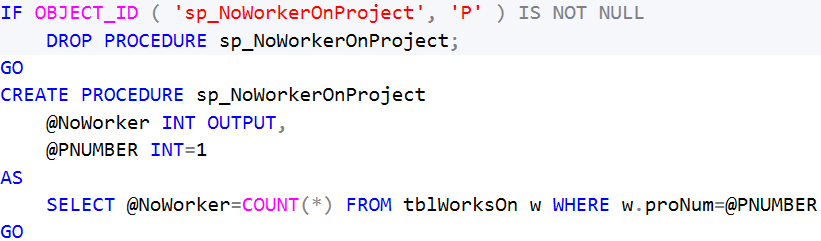 IF OBJECT_ID ( 'sp_NoWorkerOnProject', 'P' ) IS NOT NULL
    DROP PROCEDURE sp_NoWorkerOnProject;
GO
CREATE PROCEDURE sp_NoWorkerOnProject
    @NoWorker INT OUTPUT,
    @PNUMBER INT=1
AS
    SELECT @NoWorker=COUNT(*) FROM tblWorksOn w WHERE w.proNum=@PNUMBER
GO